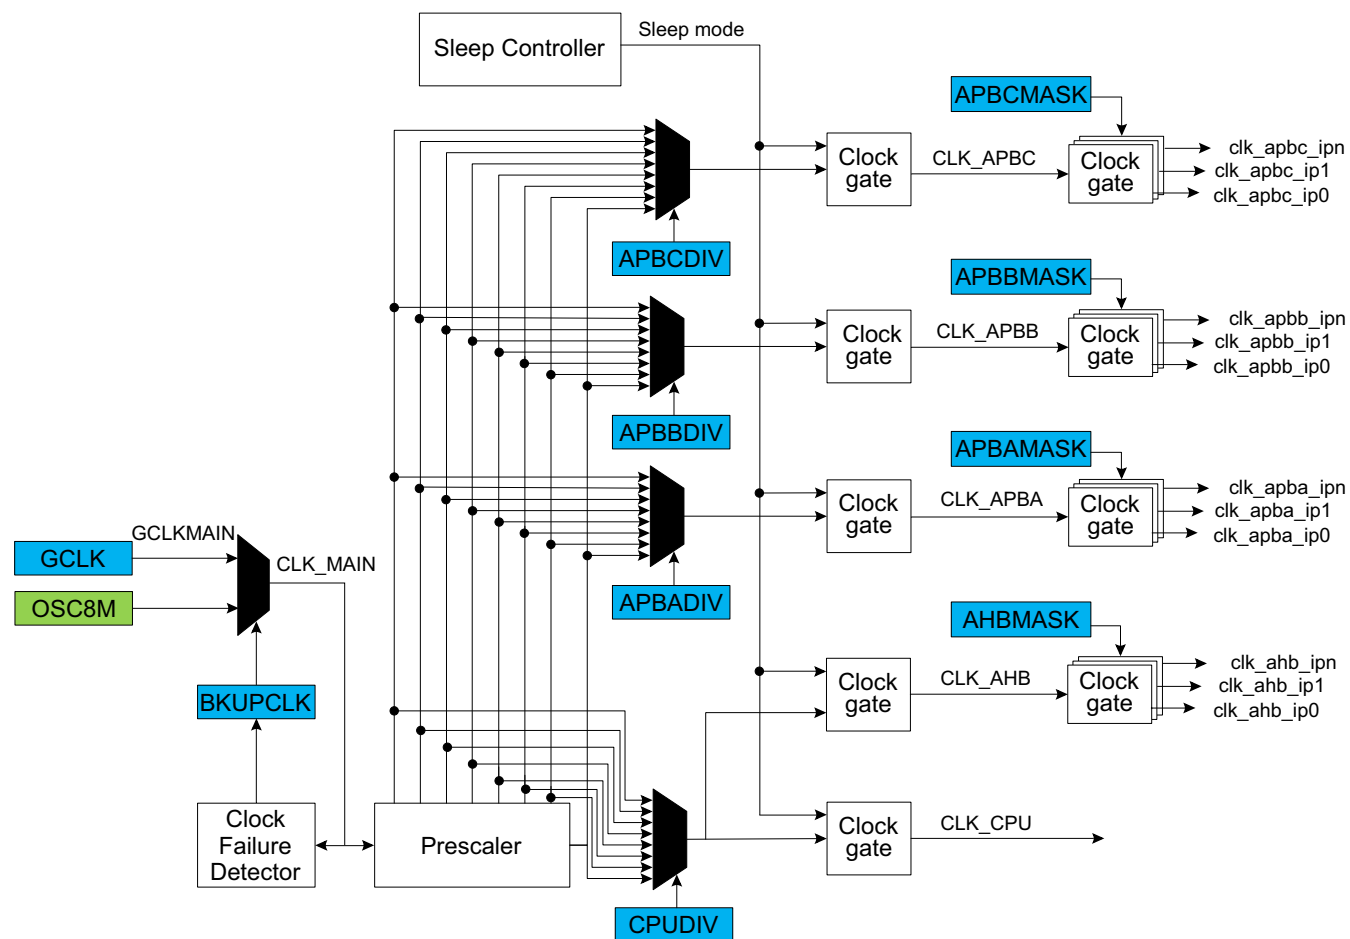 Sleep Controller
Sleep mode
APBCMASK
Clock
gate
CLK_APBC
Clock
gate
clk_apbc_ipn
clk_apbc_ip1
clk_apbc_ip0
APBCDIV
APBBMASK
Clock
gate
CLK_APBB
Clock
gate
clk_apbb_ipn
clk_apbb_ip1
clk_apbb_ip0
APBBDIV
APBAMASK
Clock
gate
CLK_APBA
Clock
gate
clk_apba_ipn
clk_apba_ip1
clk_apba_ip0
GCLK
GCLKMAIN
CLK_MAIN
OSC8M
APBADIV
AHBMASK
BKUPCLK
Clock
gate
CLK_AHB
Clock
gate
clk_ahb_ipn
clk_ahb_ip1
clk_ahb_ip0
Clock
Failure
Detector
Prescaler
Clock
gate
CLK_CPU
CPUDIV